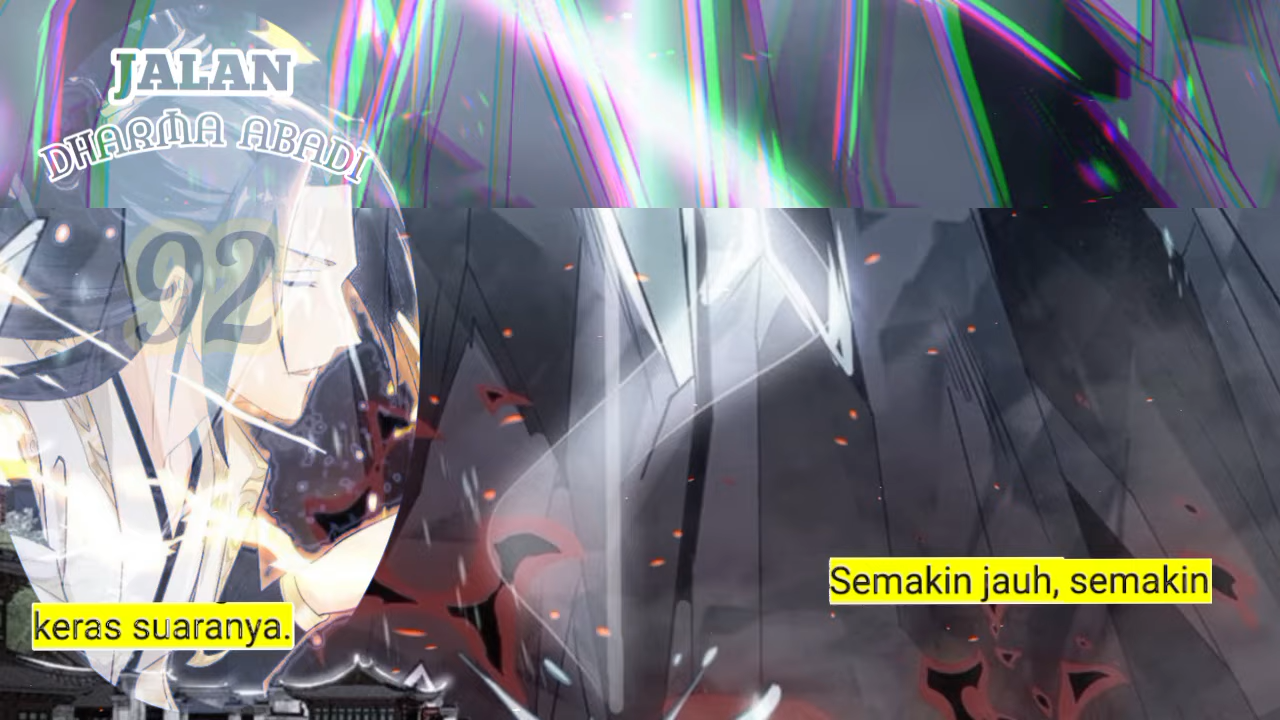 JALAN
DHARMA ABADI
92
Semakin jauh, semakin
keras suaranya.